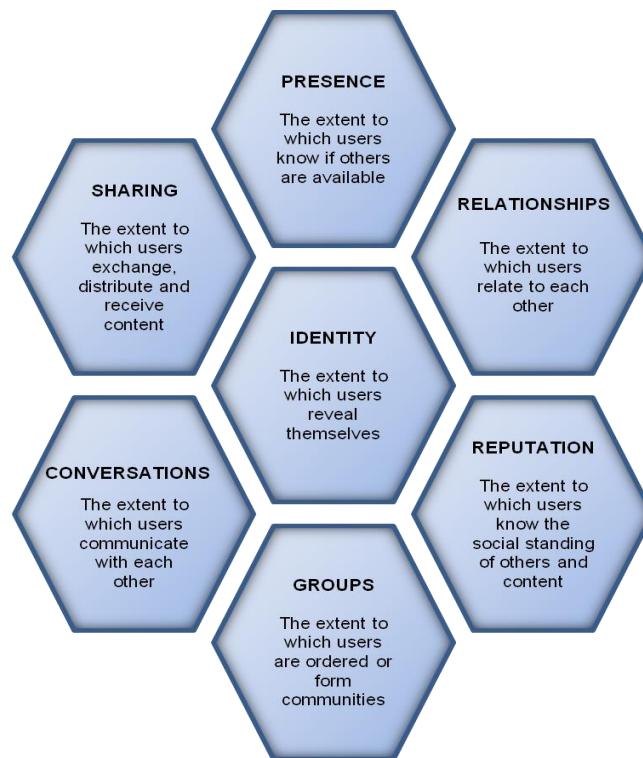 PRESENCE
The extent to
which users
know if others
are available
SHARING
The extent to
which users
exchange,
distribute and
receive
content
RELATIONSHIPS
The extent to
which users
relate to each
other
IDENTITY
The extent to
which users
reveal
themselves
CONVERSATIONS
The extent to
which users
communicate
with each
other
REPUTATION
The extent to
which users
know the
social standing
of others and
content
GROUPS
The extent to
which users
are ordered or
form
communities